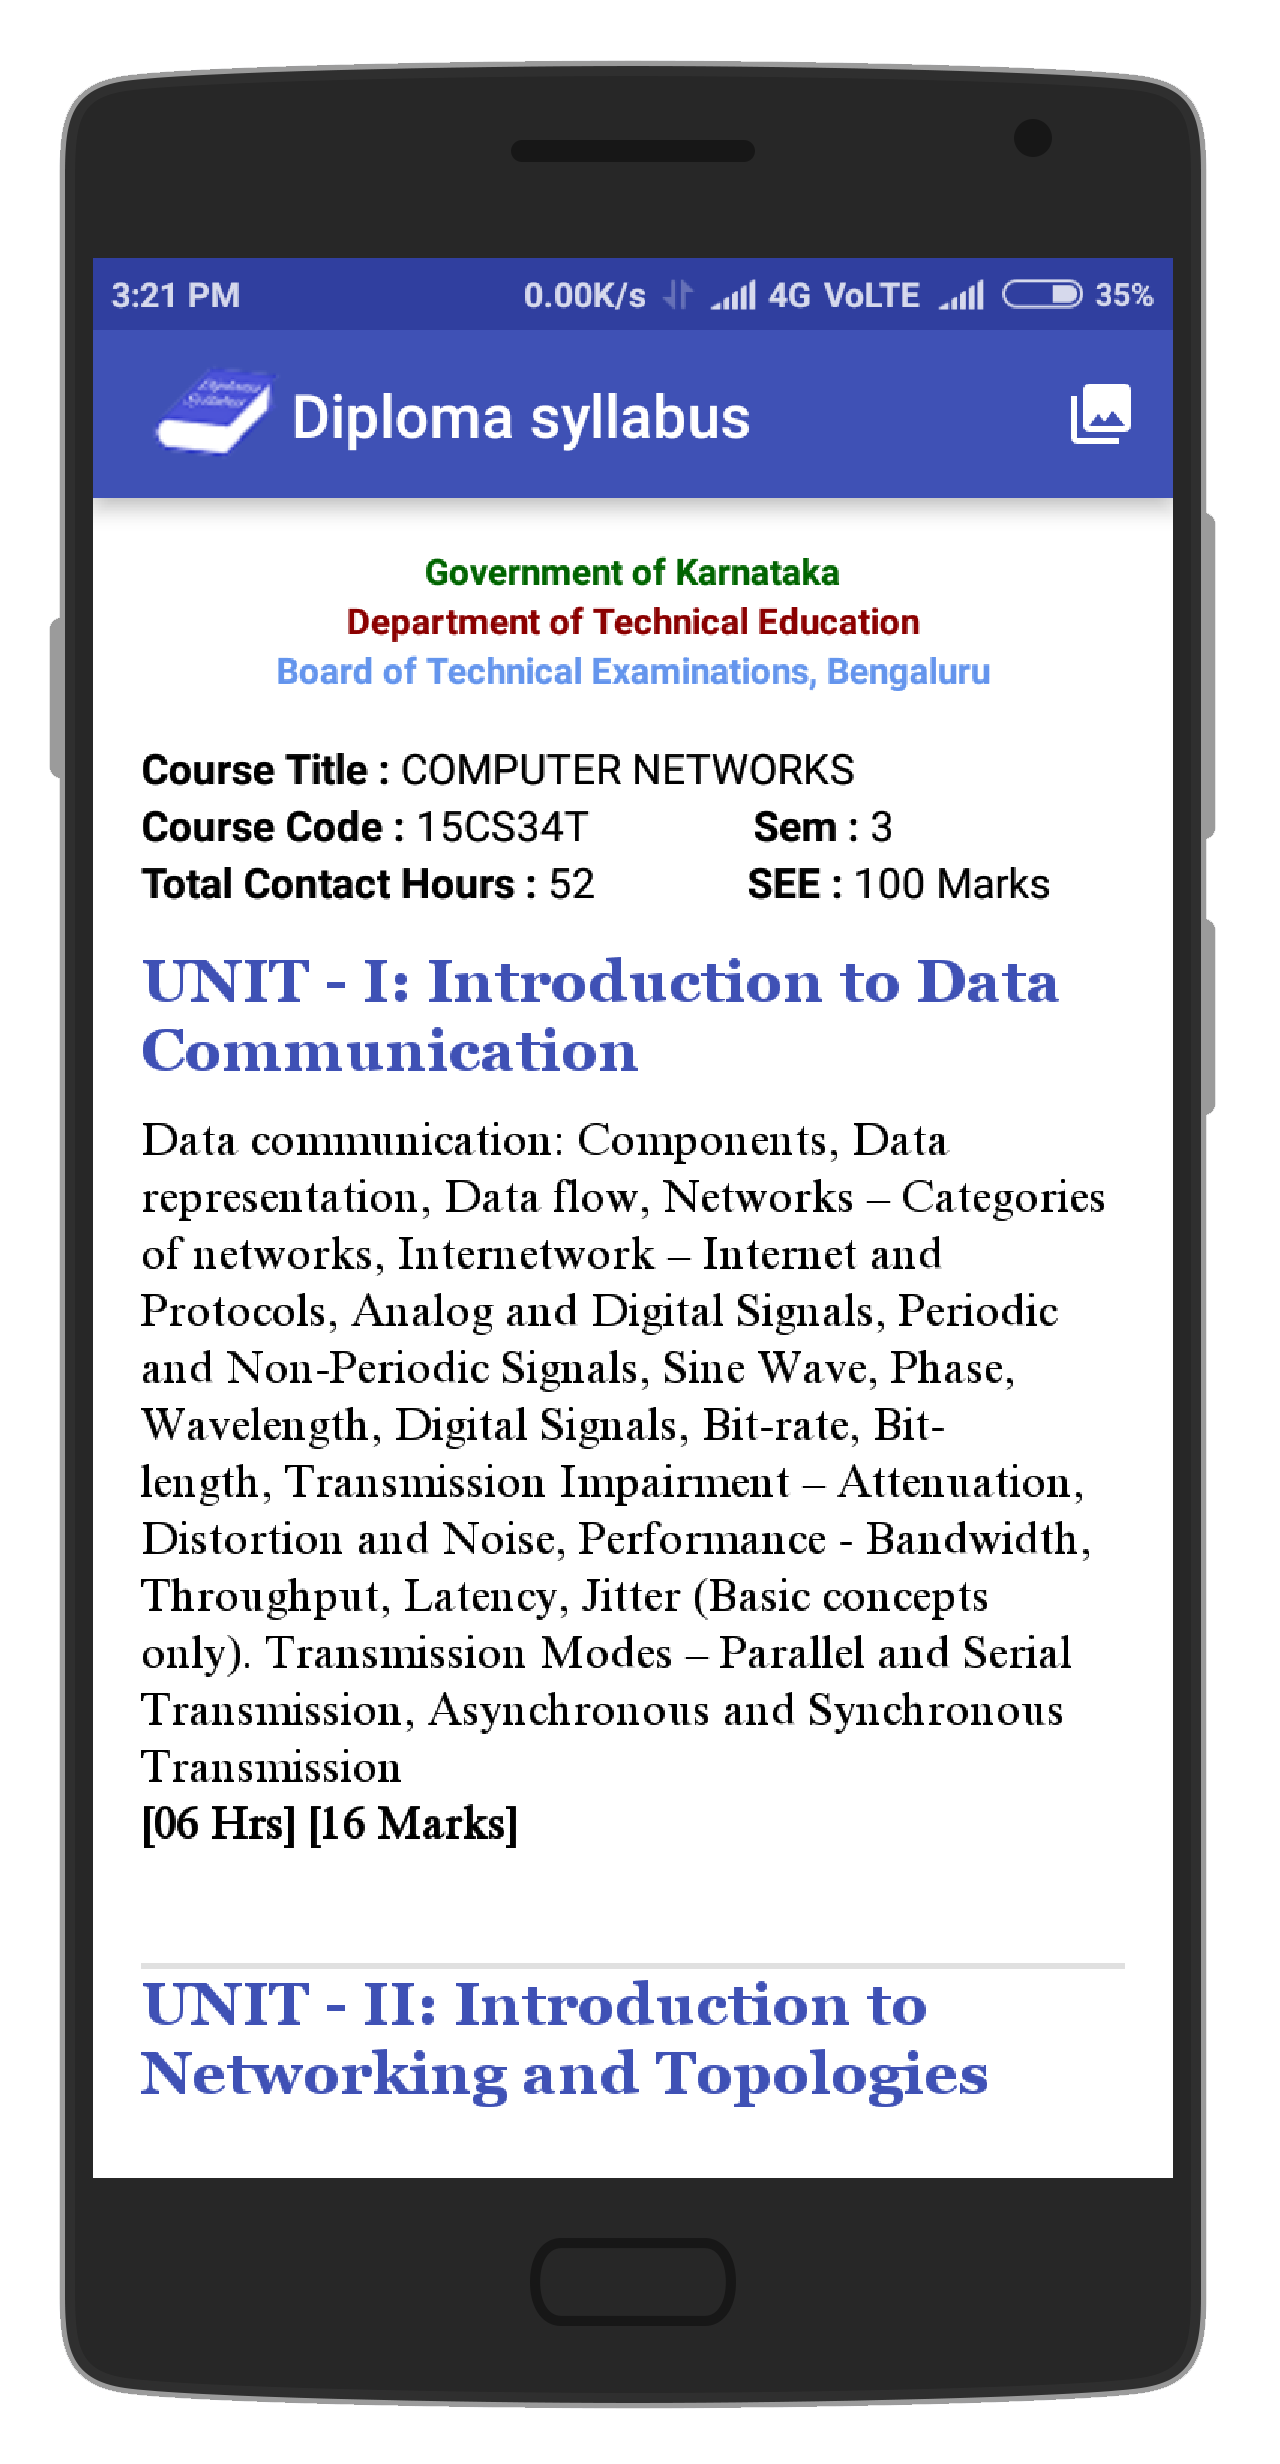 3:21 PM 0.00K/s 4G VoLTE 35%
Diploma
Syllabus
Diploma syllabus
Government of Karnataka
Department of Technical Education
Board of Technical Examinations, Bengaluru
Course Title : COMPUTER NETWORKS
Course Code : 15CS34T Sem : 3
Total Contact Hours : 52 SEE : 100 Marks
UNIT - I: Introduction to Data
Communication
Data communication: Components, Data
representation, Data flow, Networks – Categories
of networks, Internetwork – Internet and
Protocols, Analog and Digital Signals, Periodic
and Non-Periodic Signals, Sine Wave, Phase,
Wavelength, Digital Signals, Bit-rate, Bit-
length, Transmission Impairment – Attenuation,
Distortion and Noise, Performance - Bandwidth,
Throughput, Latency, Jitter (Basic concepts
only). Transmission Modes – Parallel and Serial
Transmission, Asynchronous and Synchronous
Transmission
[06 Hrs] [16 Marks]
UNIT - II: Introduction to
Networking and Topologies